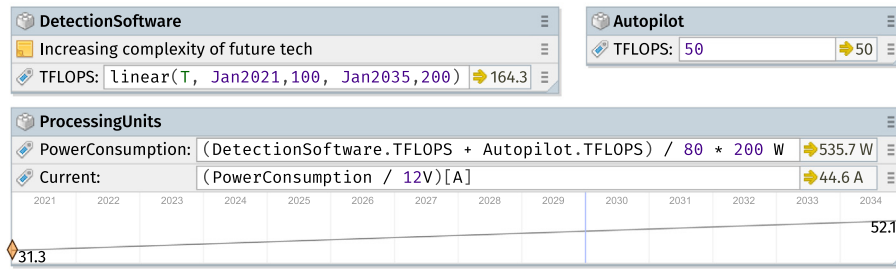 DetectionSoftware
Increasing complexity of future tech
TFLOPS: linear(T, Jan2021,100, Jan2035,200) 164.3
Autopilot
TFLOPS: 50 50
ProcessingUnits
PowerConsumption: (DetectionSoftware.TFLOPS + Autopilot.TFLOPS) / 80 * 200 W 535.7 W
Current: (PowerConsumption / 12V)[A] 44.6 A
2021 2022 2023 2024 2025 2026 2027 2028 2029 2030 2031 2032 2033 2034
52.1
31.3